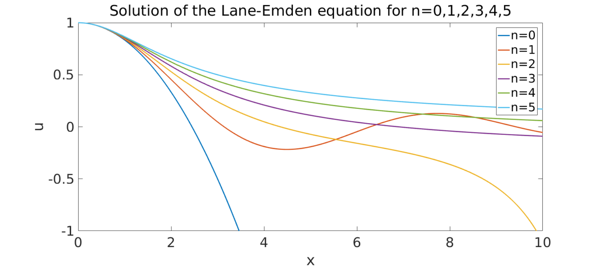 Solution of the Lane-Emden equation for n=0,1,2,3,4,5
1
0.5
0
-0.5
-1
u
0
2
4
6
8
10
x
n=0
n=1
n=2
n=3
n=4
n=5